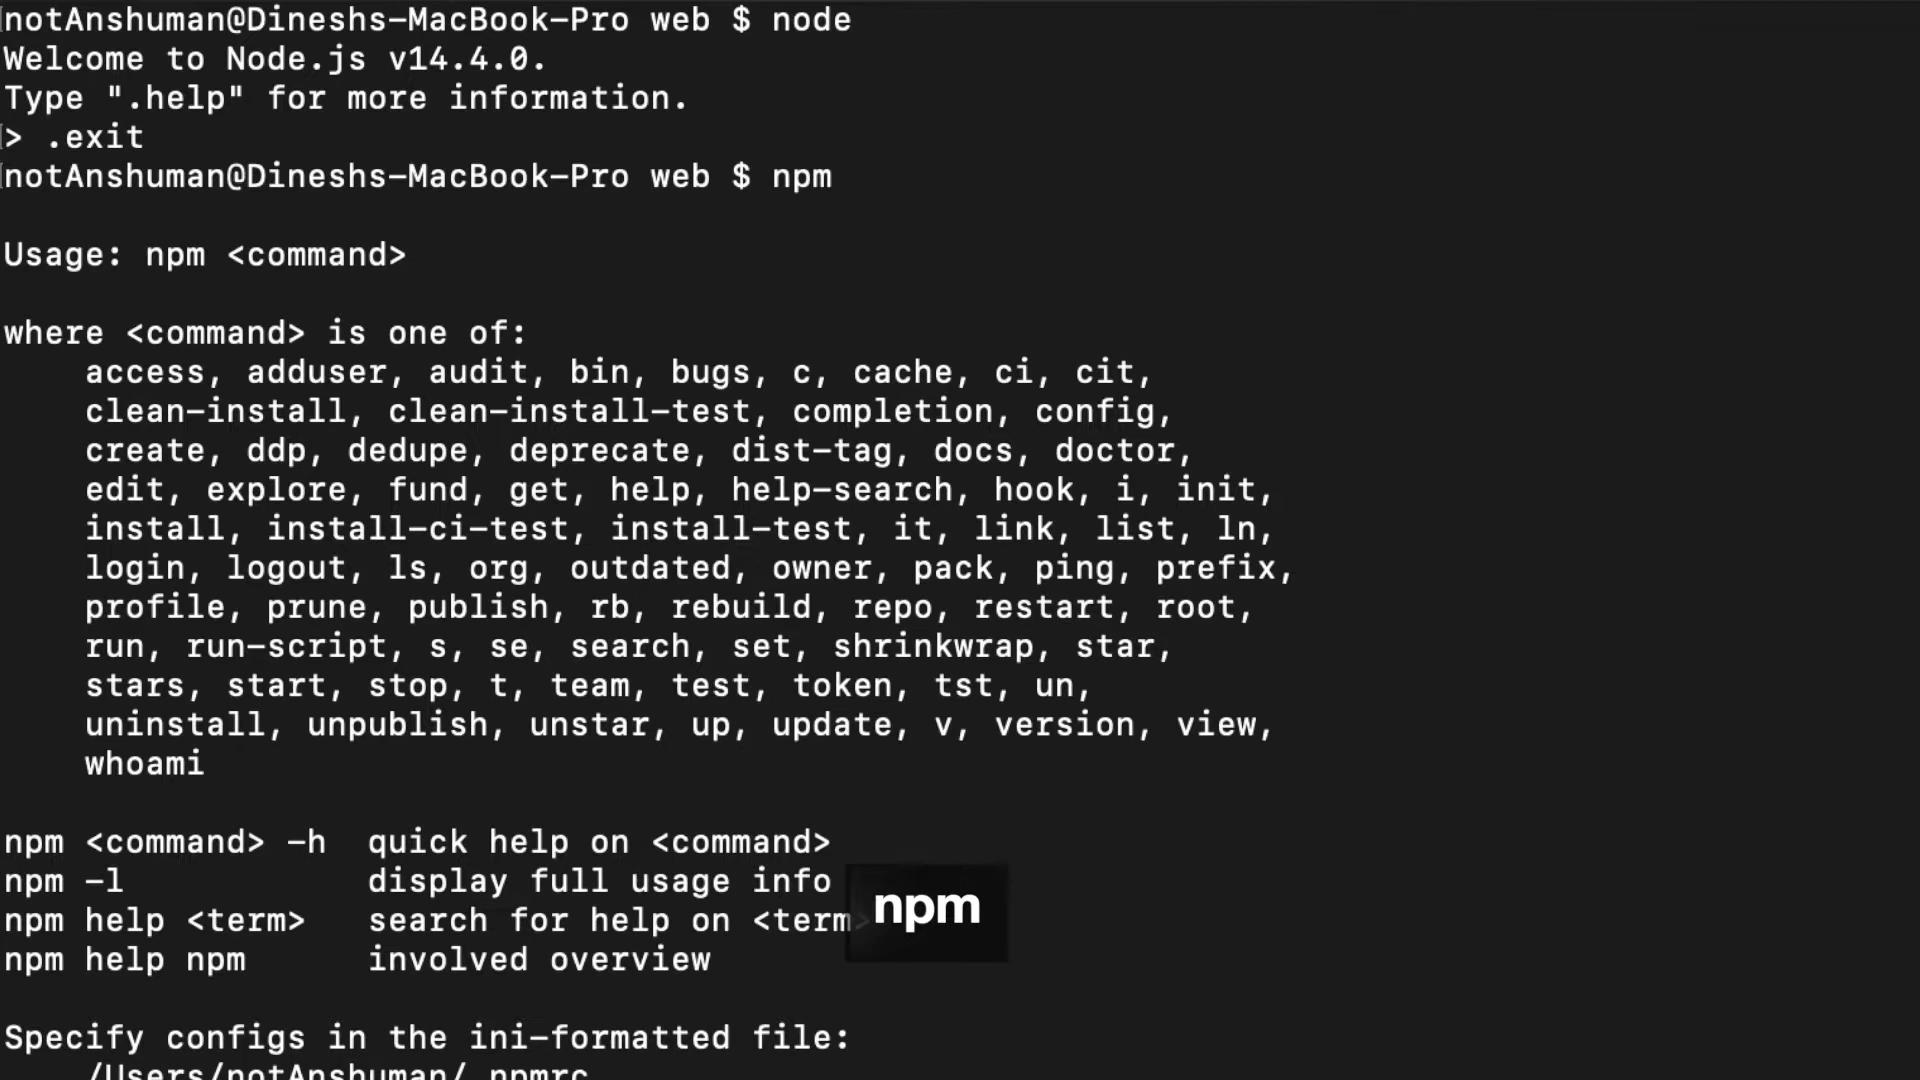 notAnshuman@Dineshs-MacBook-Pro web $ node
Welcome to Node.js v14.4.0.
Type ".help" for more information.
> .exit
notAnshuman@Dineshs-MacBook-Pro web $ npm
Usage: npm <command>
where <command> is one of:
access, adduser, audit, bin, bugs, c, cache, ci, cit,
clean-install, clean-install-test, completion, config,
create, ddp, dedupe, deprecate, dist-tag, docs, doctor,
edit, explore, fund, get, help, help-search, hook, i, init,
install, install-ci-test, install-test, it, link, list, ln,
login, logout, ls, org, outdated, owner, pack, ping, prefix,
profile, prune, publish, rb, rebuild, repo, restart, root,
run, run-script, s, se, search, set, shrinkwrap, star,
stars, start, stop, t, team, test, token, tst, un,
uninstall, unpublish, unstar, up, update, v, version, view,
whoami
npm <command> -h  quick help on <command>
npm -l            display full usage info
npm help <term>   search for help on <term>
npm help npm      involved overview
npm
Specify configs in the ini-formatted file:
/Users/notAnshuman/.npmrc